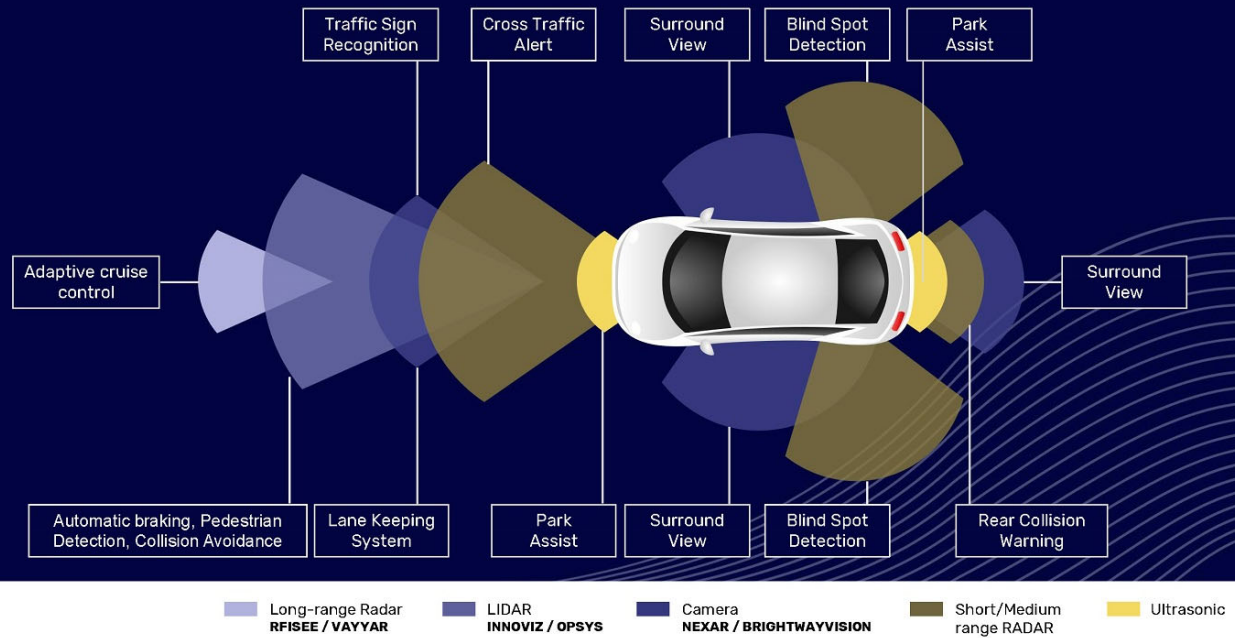 Traffic Sign
Recognition
Cross Traffic
Alert
Surround
View
Blind Spot
Detection
Park
Assist
Adaptive cruise
control
Surround
View
Automatic braking, Pedestrian
Detection, Collision Avoidance
Lane Keeping
System
Park
Assist
Surround
View
Blind Spot
Detection
Rear Collision
Warning
Long-range Radar
RFISEE / VAYYAR
LIDAR
INNOVIZ / OPSYS
Camera
NEXAR / BRIGHTWAYVISION
Short/Medium
range RADAR
Ultrasonic